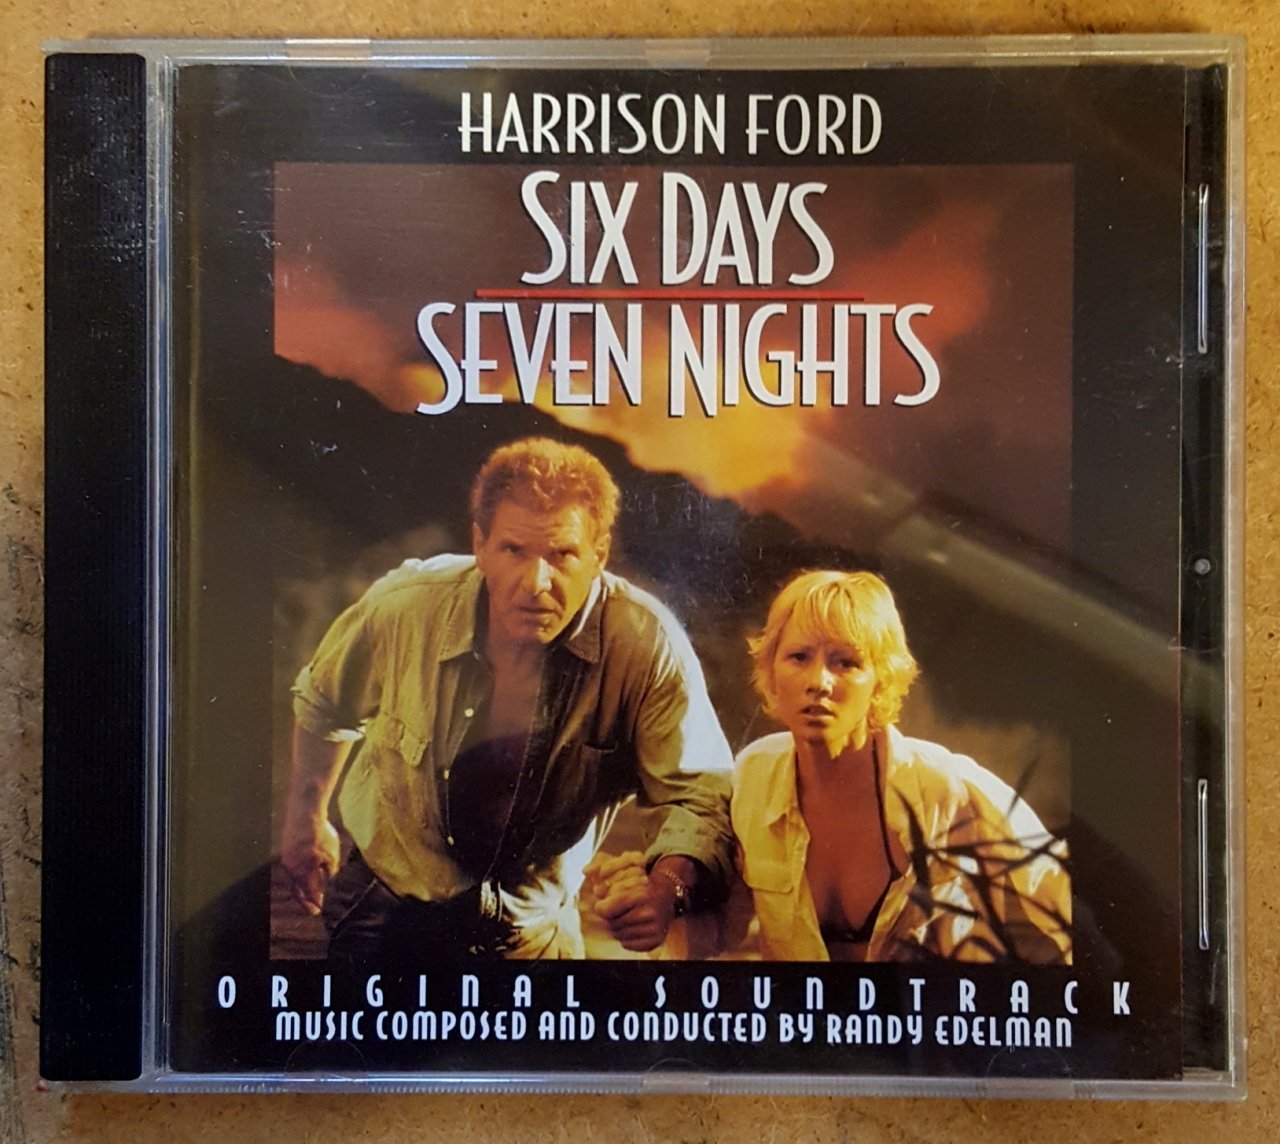 HARRISON FORD
SIX DAYS
SEVEN NIGHTS
ORIGINAL SOUNDTRACK
MUSIC COMPOSED AND CONDUCTED BY RANDY EDELMAN